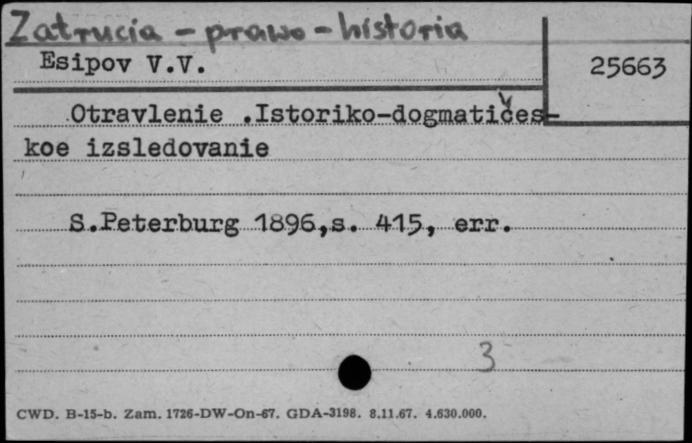 Zatrucia - prawo - historia
Esipov V.V.
25663
Otravlenie .Istoriko-dogmatičes-
koe izsledovanie
S.Peterburg 1896,s. 415, err.
3
CWD. B-15-b. Zam. 1726-DW-On-67. GDA-3198. 8.11.67. 4.630.000.